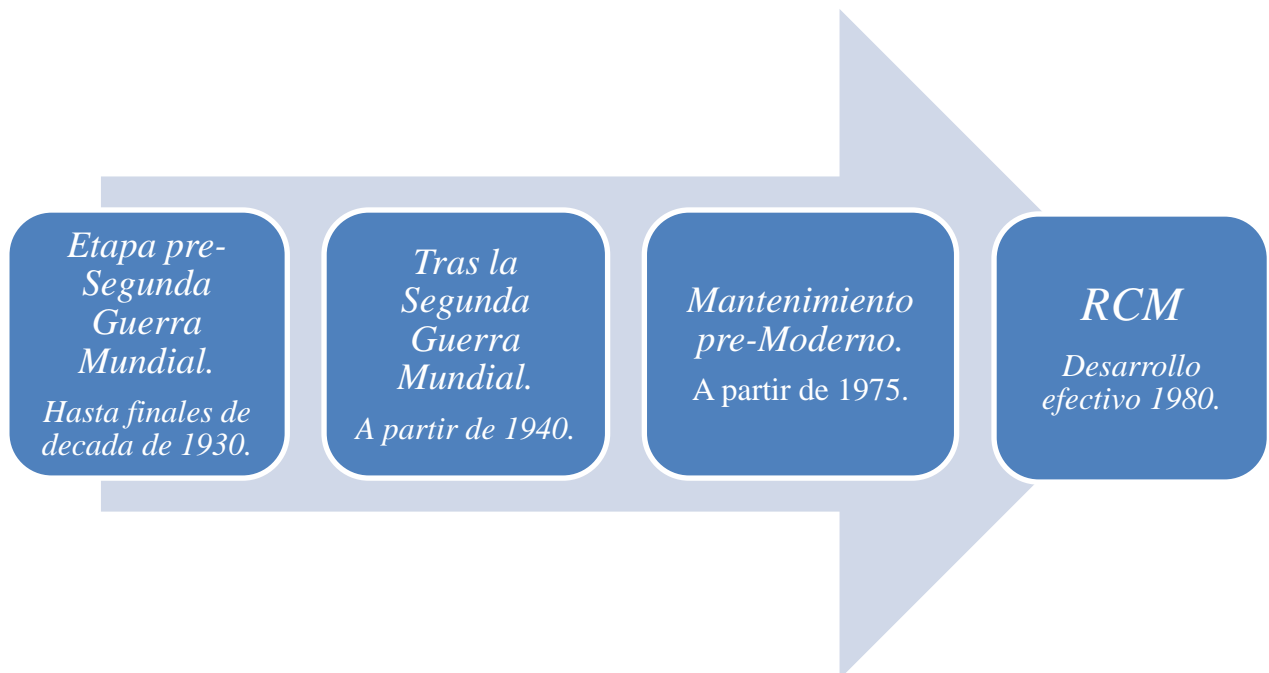 Etapa pre-
Segunda
Guerra
Mundial.
Hasta finales de
decada de 1930.
Tras la
Segunda
Guerra
Mundial.
A partir de 1940.
Mantenimiento
pre-Moderno.
A partir de 1975.
RCM
Desarrollo
efectivo 1980.